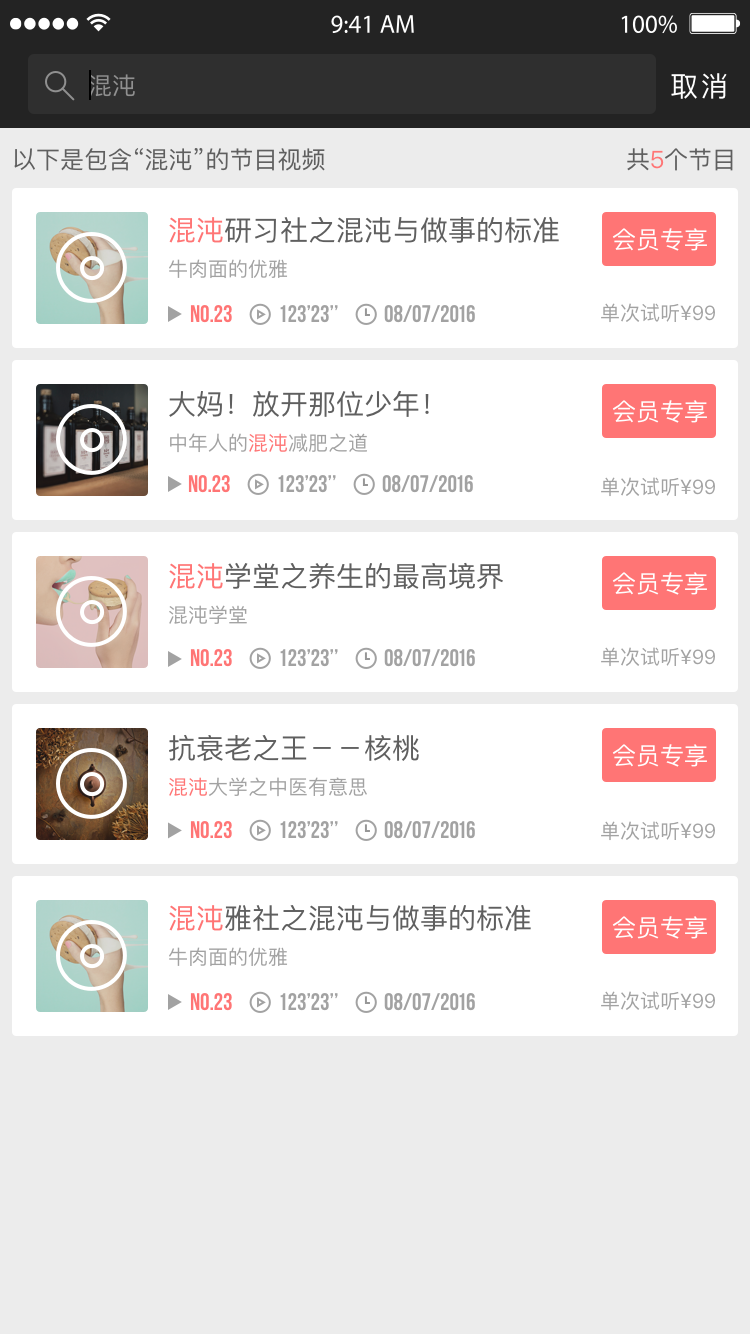 9:41 AM 100%
混沌 取消
以下是包含“混沌”的节目视频 共5个节目
混沌研习社之混沌与做事的标准 会员专享
牛肉面的优雅
NO.23 123’23’’ 08/07/2016 单次试听¥99
大妈！放开那位少年！ 会员专享
中年人的混沌减肥之道
NO.23 123’23’’ 08/07/2016 单次试听¥99
混沌学堂之养生的最高境界 会员专享
混沌学堂
NO.23 123’23’’ 08/07/2016 单次试听¥99
抗衰老之王－－核桃 会员专享
混沌大学之中医有意思
NO.23 123’23’’ 08/07/2016 单次试听¥99
混沌雅社之混沌与做事的标准 会员专享
牛肉面的优雅
NO.23 123’23’’ 08/07/2016 单次试听¥99